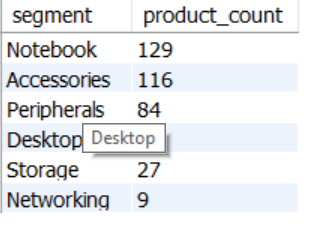 segment product_count
Notebook 129
Accessories 116
Peripherals 84
Desktop Desktop
Storage 27
Networking 9